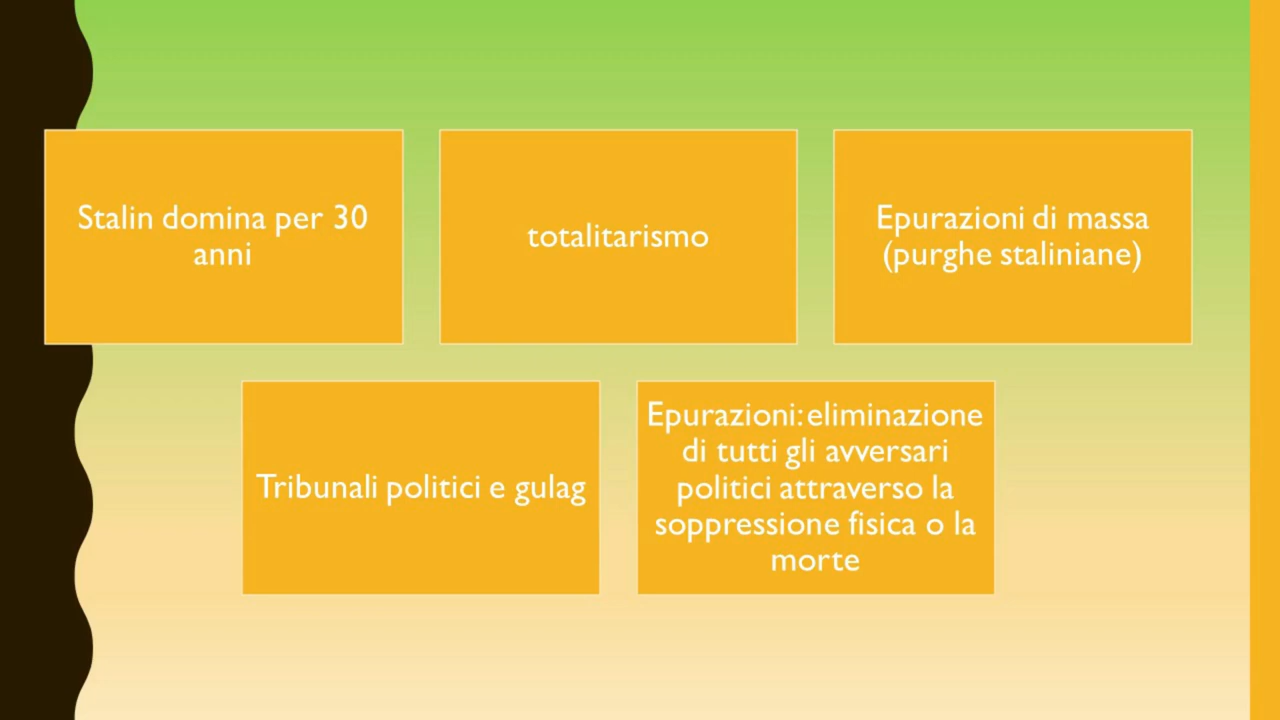 Stalin domina per 30
anni
totalitarismo
Epurazioni di massa
(purghe staliniane)
Tribunali politici e gulag
Epurazioni: eliminazione
di tutti gli avversari
politici attraverso la
soppressione fisica o la
morte